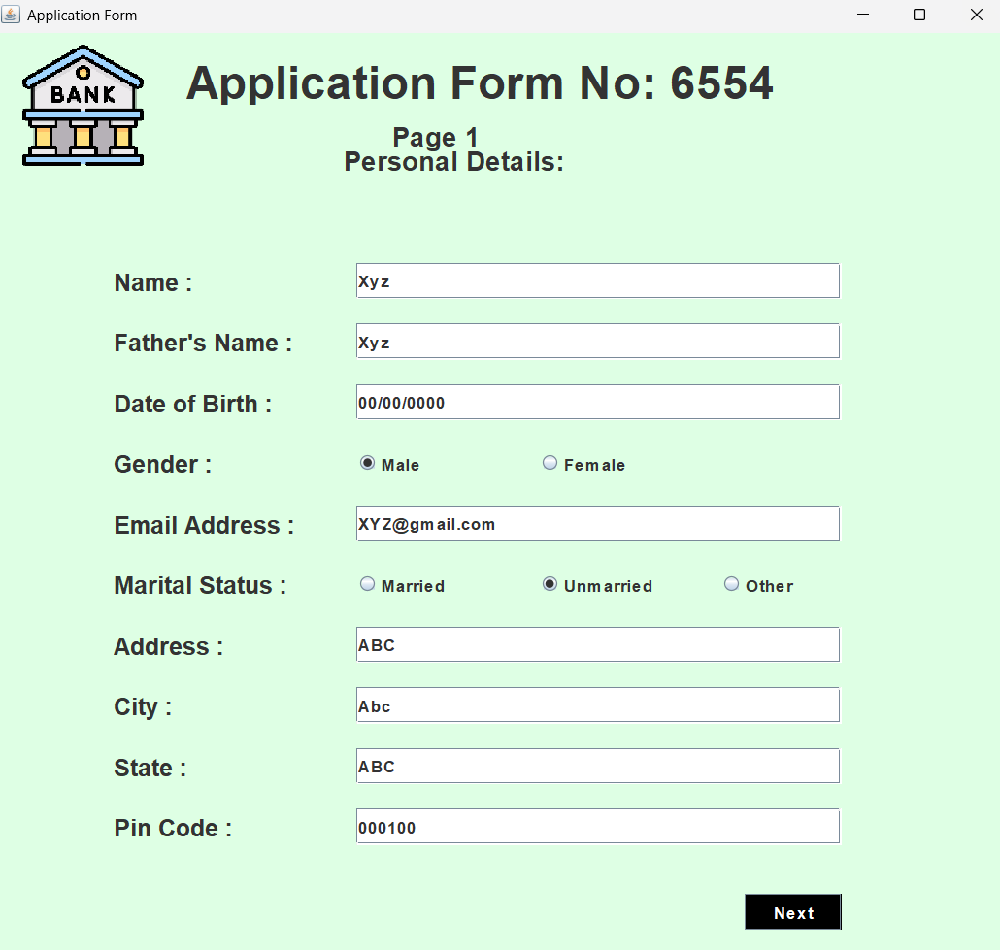 Application Form
BANK
Application Form No: 6554
Page 1
Personal Details:
Name : Xyz
Father's Name : Xyz
Date of Birth : 00/00/0000
Gender : Male Female
Email Address : XYZ@gmail.com
Marital Status : Married Unmarried Other
Address : ABC
City : Abc
State : ABC
Pin Code : 000100
Next